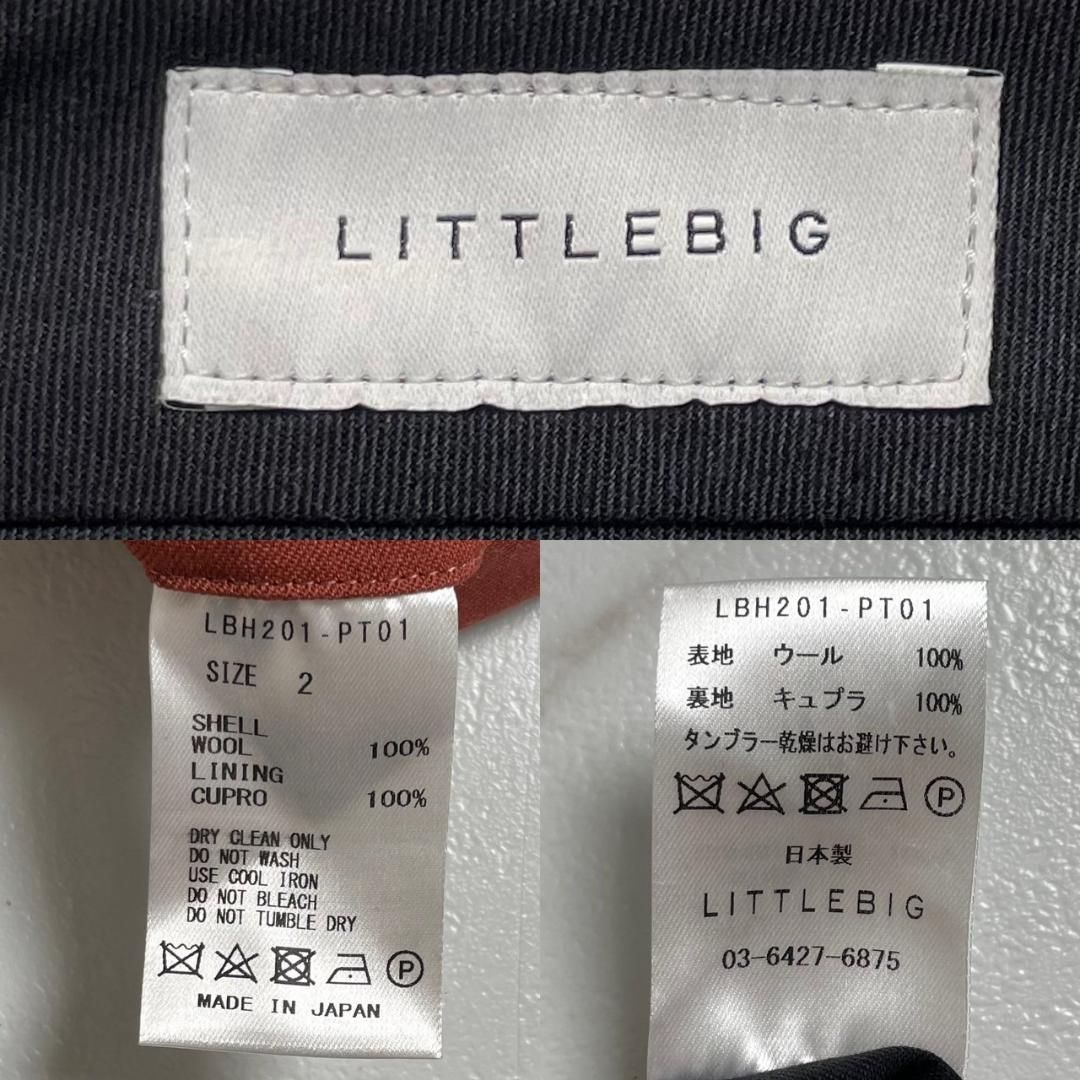 LITTLEBIG
LBH201-PT01
SIZE 2
SHELL
WOOL 100%
LINING
CUPRO 100%
DRY CLEAN ONLY
DO NOT WASH
USE COOL IRON
DO NOT BLEACH
DO NOT TUMBLE DRY
P
MADE IN JAPAN
LBH201-PT01
表地 ウール 100%
裏地 キュプラ 100%
タンブラー乾燥はお避け下さい。
P
日本製
LITTLEBIG
03-6427-6875